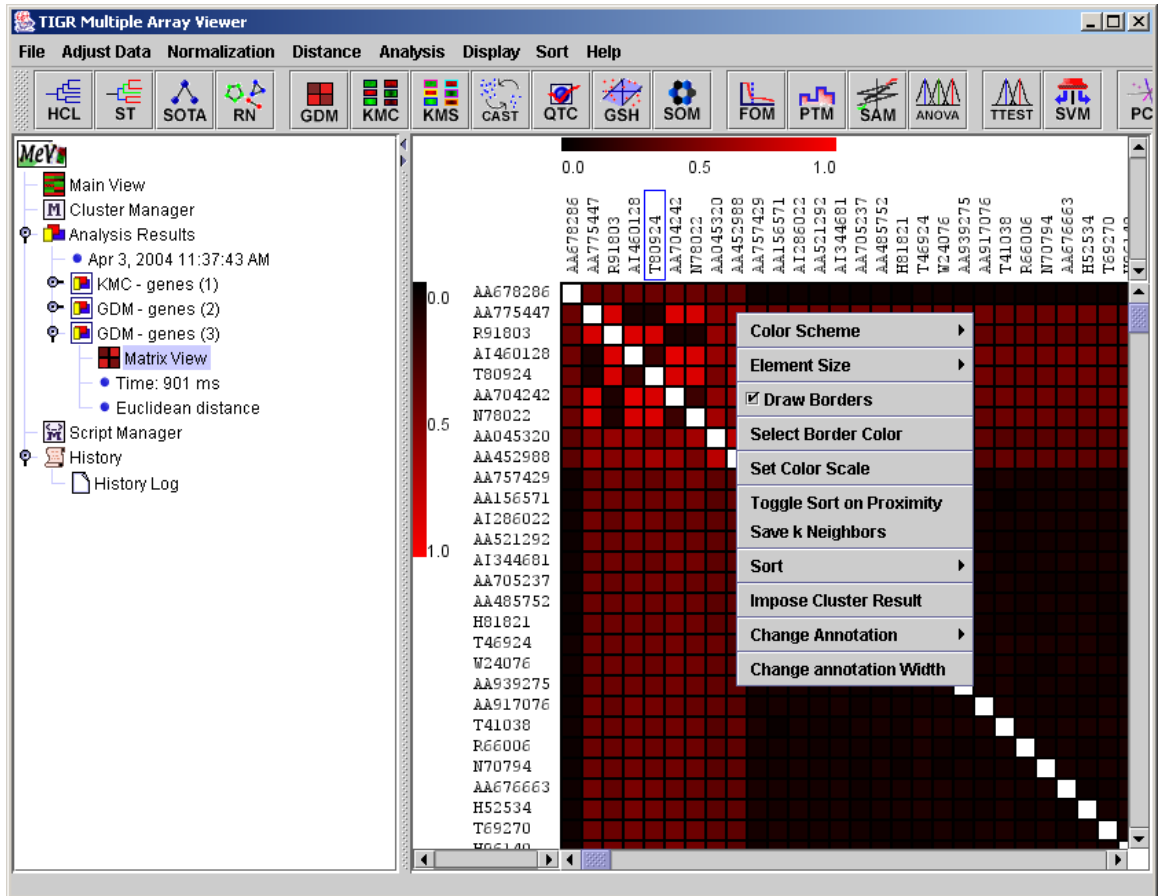 TIGR Multiple Array Viewer
File Adjust Data Normalization Distance Analysis Display Sort Help
HCL ST SOTA RN GDM KMC KMS CAST QTC GSH SOM FOM PTM SAM ANOVA TTEST SVM PC
MeV
Main View
M Cluster Manager
Analysis Results
Apr 3, 2004 11:37:43 AM
KMC - genes (1)
GDM - genes (2)
GDM - genes (3)
Matrix View
Time: 901 ms
Euclidean distance
Script Manager
History
History Log
0.0 0.5 1.0
AA678286
AA775447
R91803
AI460128
T80924
AA704242
N78022
AA045320
AA452988
AA757429
AA156571
AI286022
AA521292
AI344681
AA705237
AA485752
H81821
T46924
W24076
AA939275
AA917076
T41038
R66006
N70794
AA676663
H52534
T69270
H96140
0.0
0.5
1.0
AA678286
AA775447
R91803
AI460128
T80924
AA704242
N78022
AA045320
AA452988
AA757429
AA156571
AI286022
AA521292
AI344681
AA705237
AA485752
H81821
T46924
W24076
AA939275
AA917076
T41038
R66006
N70794
AA676663
H52534
T69270
H96140
Color Scheme
Element Size
Draw Borders
Select Border Color
Set Color Scale
Toggle Sort on Proximity
Save k Neighbors
Sort
Impose Cluster Result
Change Annotation
Change annotation Width